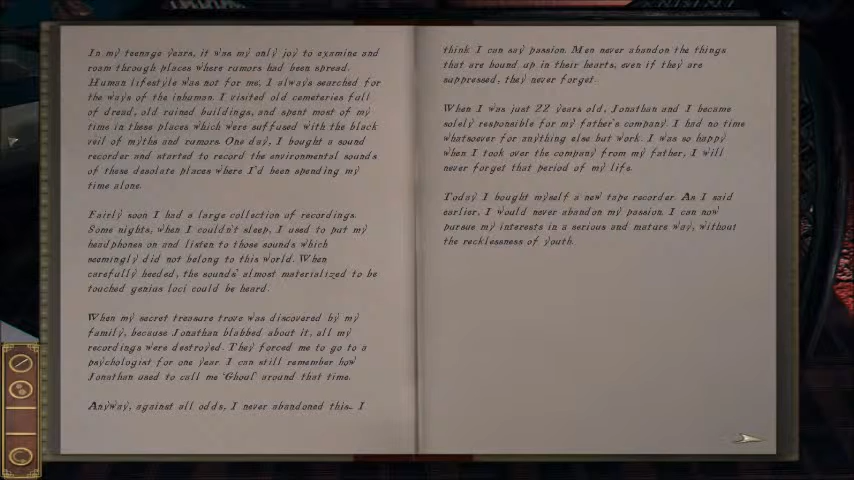 In my teenage years, it was my only joy to examine and
roam through places where rumors had been spread.
Human lifestyle was not for me, I always searched for
the ways of the inhuman. I visited old cemeteries full
of dread, old ruined buildings, and spent most of my
time in these places which were suffused with the black
veil of myths and rumors. One day, I bought a sound
recorder and started to record the environmental sounds
of these desolate places where I'd been spending my
time alone.
Fairly soon I had a large collection of recordings.
Some nights, when I couldn't sleep, I used to put my
headphones on and listen to those sounds which
seemingly did not belong to this world. When
carefully heeded, the sounds' almost materialized to be
touched genius loci could be heard.
When my secret treasure trove was discovered by my
family, because Jonathan blabbed about it, all my
recordings were destroyed. They forced me to go to a
psychologist for one year. I can still remember how
Jonathan used to call me 'Ghoul' around that time.
Anyway, against all odds, I never abandoned this.. I
think I can say passion. Men never abandon the things
that are bound up in their hearts, even if they are
suppressed, they never forget.
When I was just 22 years old, Jonathan and I became
solely responsible for my father's company. I had no time
whatsoever for anything else but work. I was so happy
when I took over the company from my father, I will
never forget that period of my life.
Today I bought myself a new tape recorder. As I said
earlier, I would never abandon my passion. I can now
pursue my interests in a serious and mature way, without
the recklessness of youth.